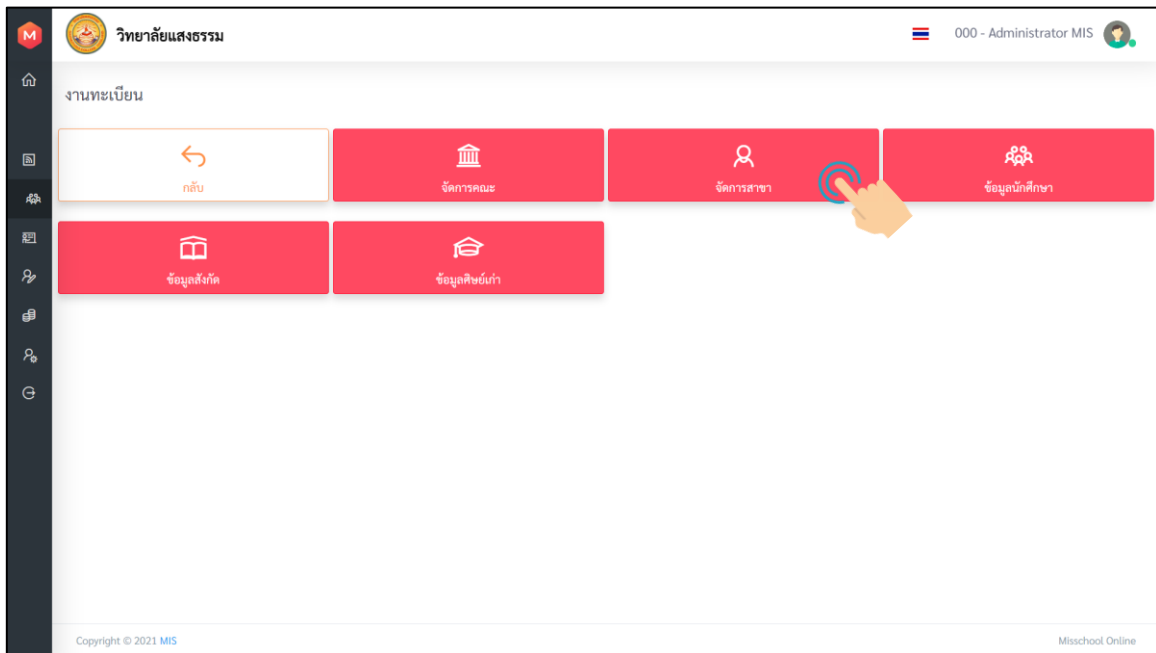 M
วิทยาลัยแสงธรรม
000 - Administrator MIS
งานทะเบียน
กลับ
จัดการคณะ
จัดการสาขา
ข้อมูลนักศึกษา
ข้อมูลสังกัด
ข้อมูลศิษย์เก่า
Copyright © 2021 MIS
Misschool Online